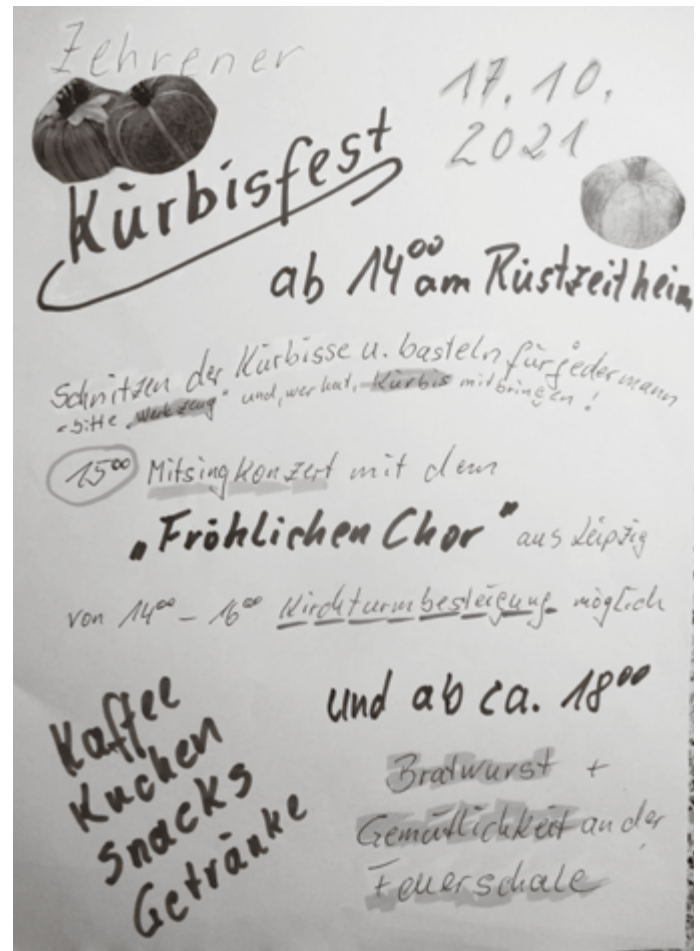 Zehrener
17.10.
2021
Kürbisfest
ab 14⁰⁰ am Rüstzeitheim
Schnitzen der Kürbisse u. basteln für jedermann
- Bitte „Werkzeug“ und, wer hat, Kürbis mitbringen!
15⁰⁰ Mitsingkonzert mit dem
„Fröhlichen Chor“ aus Leipzig
von 14⁰⁰ – 16⁰⁰ Kirchturmbesteigung möglich
Kaffee
Kuchen
Snacks
Getränke
und ab ca. 18⁰⁰
Bratwurst +
Gemütlichkeit an der
Feuerschale